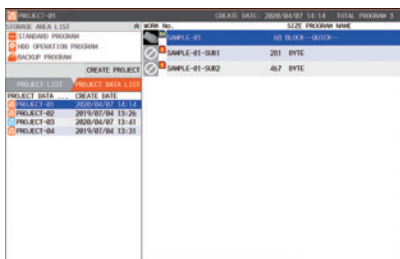 PROJECT-01 CREATE DATE: 2020/04/07 14:14 TOTAL PROGRAM 3
STORAGE AREA LIST
STANDARD PROGRAM
HDD OPERATION PROGRAM
BACKUP PROGRAM
CREATE PROJECT
PROJECT LIST PROJECT DATA LIST
PROJECT DATA ... CREATE DATE
PROJECT-01 2020/04/07 14:14
PROJECT-02 2019/07/04 13:26
PROJECT-03 2020/04/07 13:41
PROJECT-04 2019/07/04 13:31
WORK No. SIZE PROGRAM NAME
SAMPLE-01 68 BLOCK--QUICK--
SAMPLE-01-SUB1 281 BYTE
SAMPLE-01-SUB2 467 BYTE